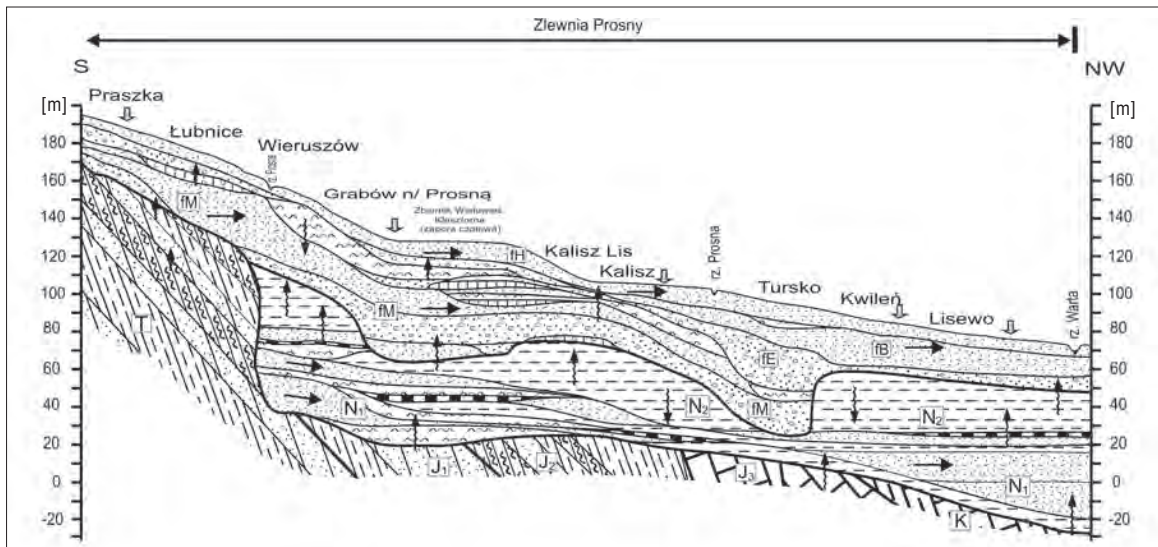 Zlewnia Prosny
S
NW
[m]
[m]
Praszka
Łubnice
Wieruszów
rz. Prosna
Grabów n/ Prosną
Zbiornik Wielowieś
Klasztorna
(zapora czołowa)
Kalisz Lis
Kalisz
rz. Prosna
Tursko
Kwileń
Lisewo
rz. Warta
180
160
140
120
100
80
60
40
20
0
-20
180
160
140
120
100
80
60
40
20
0
-20
fM
fH
fM
fE
fB
fM
T
N₁
N₂
N₂
N₁
J₁
J₂
J₃
K